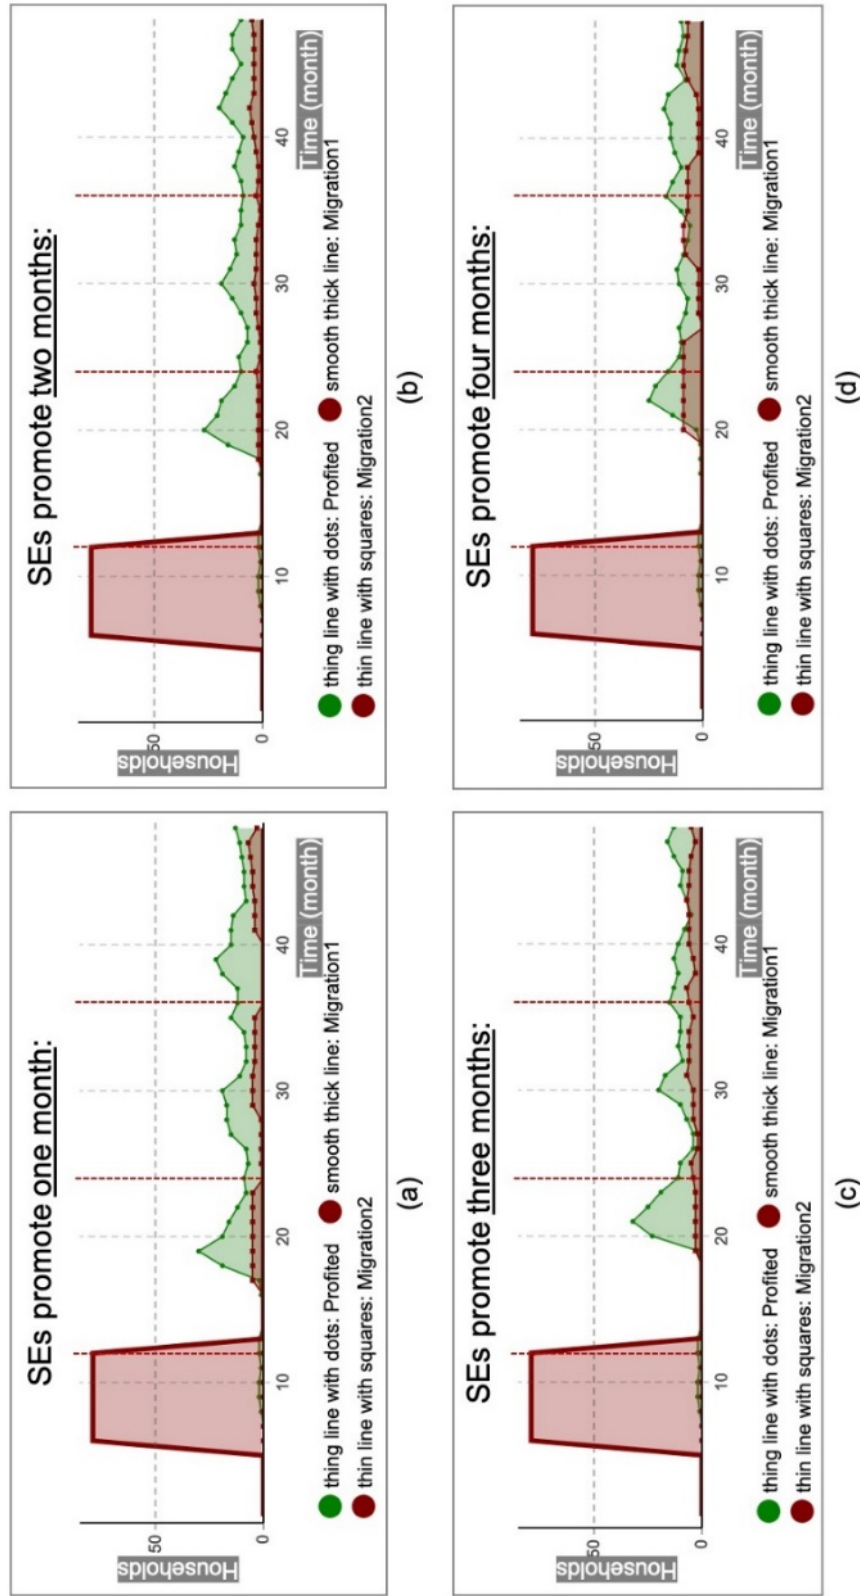 SEs promote one month:
Households
50
0
10
20
30
40
Time (month)
thing line with dots: Profited smooth thick line: Migration1
thin line with squares: Migration2
(a)
SEs promote two months:
Households
50
0
10
20
30
40
Time (month)
thing line with dots: Profited smooth thick line: Migration1
thin line with squares: Migration2
(b)
SEs promote three months:
Households
50
0
10
20
30
40
Time (month)
thing line with dots: Profited smooth thick line: Migration1
thin line with squares: Migration2
(c)
SEs promote four months:
Households
50
0
10
20
30
40
Time (month)
thing line with dots: Profited smooth thick line: Migration1
thin line with squares: Migration2
(d)